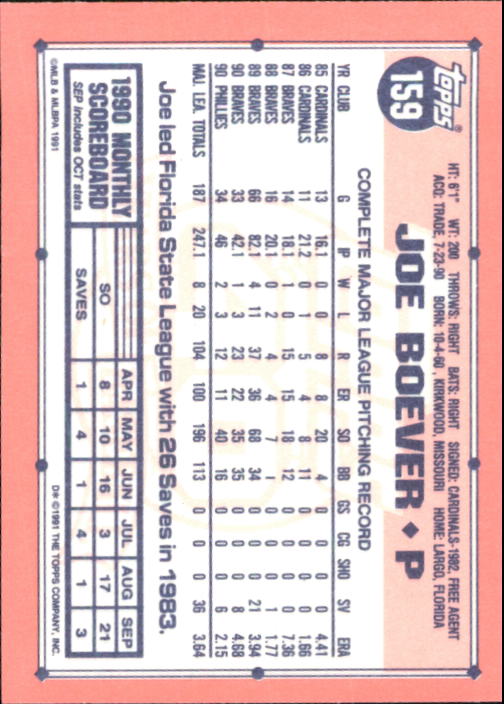 topps®
159
HT: 6'1" WT: 200 THROWS: RIGHT BATS: RIGHT SIGNED: CARDINALS-1982, FREE AGENT
ACQ: TRADE, 7-23-90 BORN: 10-4-60, KIRKWOOD, MISSOURI HOME: LARGO, FLORIDA
JOE BOEVER ♦ P
COMPLETE MAJOR LEAGUE PITCHING RECORD
YR CLUB G IP W L R ER SO BB GS CG SHO SV ERA
85 CARDINALS 13 16.1 0 0 8 8 20 4 0 0 0 0 4.41
86 CARDINALS 11 21.2 0 1 5 4 8 11 0 0 0 0 1.66
87 BRAVES 14 18.1 1 0 15 15 18 12 0 0 0 0 7.36
88 BRAVES 16 20.1 0 2 4 4 7 1 0 0 0 1 1.77
89 BRAVES 66 82.1 4 11 37 36 68 34 0 0 0 21 3.94
90 BRAVES 33 42.1 1 3 23 22 35 35 0 0 0 8 4.68
90 PHILLIES 34 46 2 3 12 11 40 16 0 0 0 6 2.15
MAJ. LEA. TOTALS 187 247.1 8 20 104 100 196 113 0 0 0 36 3.64
Joe led Florida State League with 26 Saves in 1983.
1990 MONTHLY
SCOREBOARD
SEP includes OCT stats
APR MAY JUN JUL AUG SEP
SO 8 10 16 3 17 21
SAVES 1 4 1 4 1 3
©MLB & MLBPA 1991
D* ©1991 THE TOPPS COMPANY, INC.